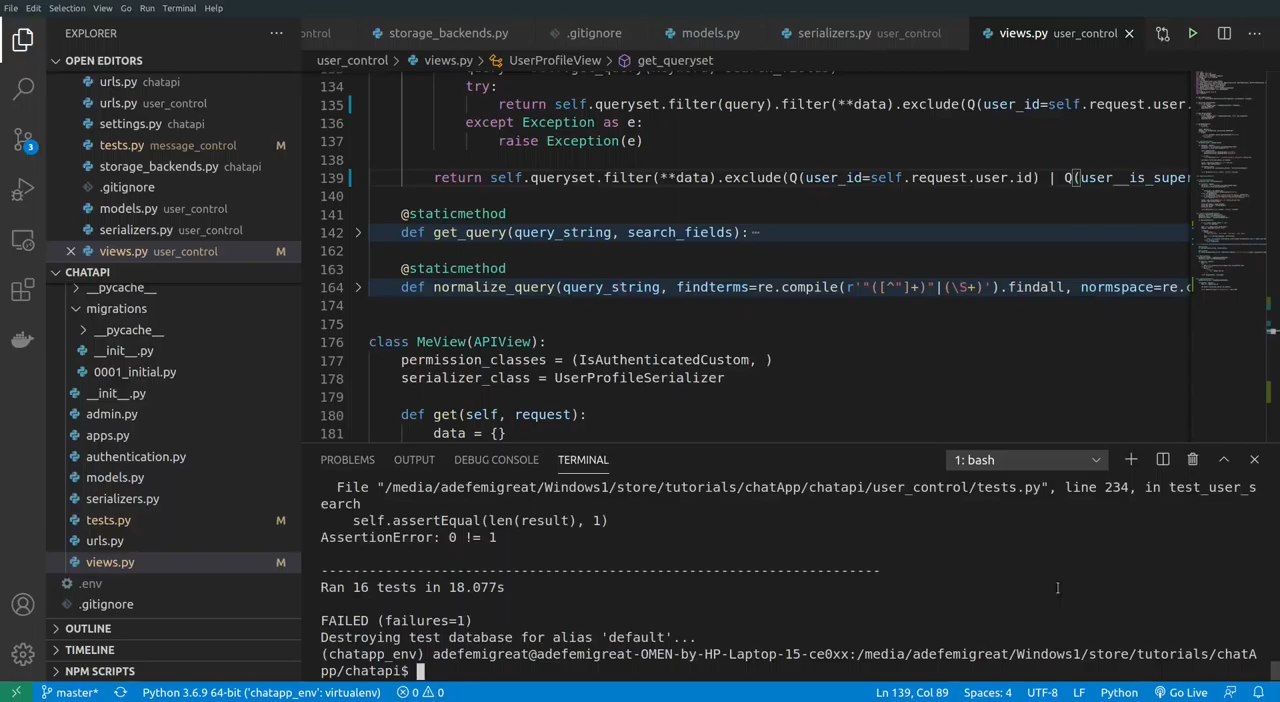 File Edit Selection View Go Run Terminal Help
EXPLORER
OPEN EDITORS
urls.py chatapi
urls.py user_control
settings.py chatapi
tests.py message_control M
storage_backends.py chatapi
.gitignore
models.py user_control
serializers.py user_control
views.py user_control M
CHATAPI
__pycache__
migrations
__pycache__
__init__.py
0001_initial.py
__init__.py
admin.py
apps.py
authentication.py
models.py
serializers.py
tests.py M
urls.py
views.py M
.env
.gitignore
OUTLINE
TIMELINE
NPM SCRIPTS
3
ontrol storage_backends.py .gitignore models.py serializers.py user_control views.py user_control
user_control > views.py > UserProfileView > get_queryset
134 try:
135 return self.queryset.filter(query).filter(**data).exclude(Q(user_id=self.request.user.
136 except Exception as e:
137 raise Exception(e)
138
139 return self.queryset.filter(**data).exclude(Q(user_id=self.request.user.id) | Q(user__is_super
140
141 @staticmethod
142 def get_query(query_string, search_fields):
162
163 @staticmethod
164 def normalize_query(query_string, findterms=re.compile(r'"([^"]+)"|(\S+)').findall, normspace=re.c
174
175
176 class MeView(APIView):
177 permission_classes = (IsAuthenticatedCustom, )
178 serializer_class = UserProfileSerializer
179
180 def get(self, request):
181 data = {}
PROBLEMS OUTPUT DEBUG CONSOLE TERMINAL 1: bash
File "/media/adefemigreat/Windows1/store/tutorials/chatApp/chatapi/user_control/tests.py", line 234, in test_user_s
earch
self.assertEqual(len(result), 1)
AssertionError: 0 != 1
----------------------------------------------------------------------
Ran 16 tests in 18.077s
FAILED (failures=1)
Destroying test database for alias 'default'...
(chatapp_env) adefemigreat@adefemigreat-OMEN-by-HP-Laptop-15-ce0xx:/media/adefemigreat/Windows1/store/tutorials/chatA
pp/chatapi$
master* Python 3.6.9 64-bit ('chatapp_env': virtualenv) 0 0 Ln 139, Col 89 Spaces: 4 UTF-8 LF Python Go Live